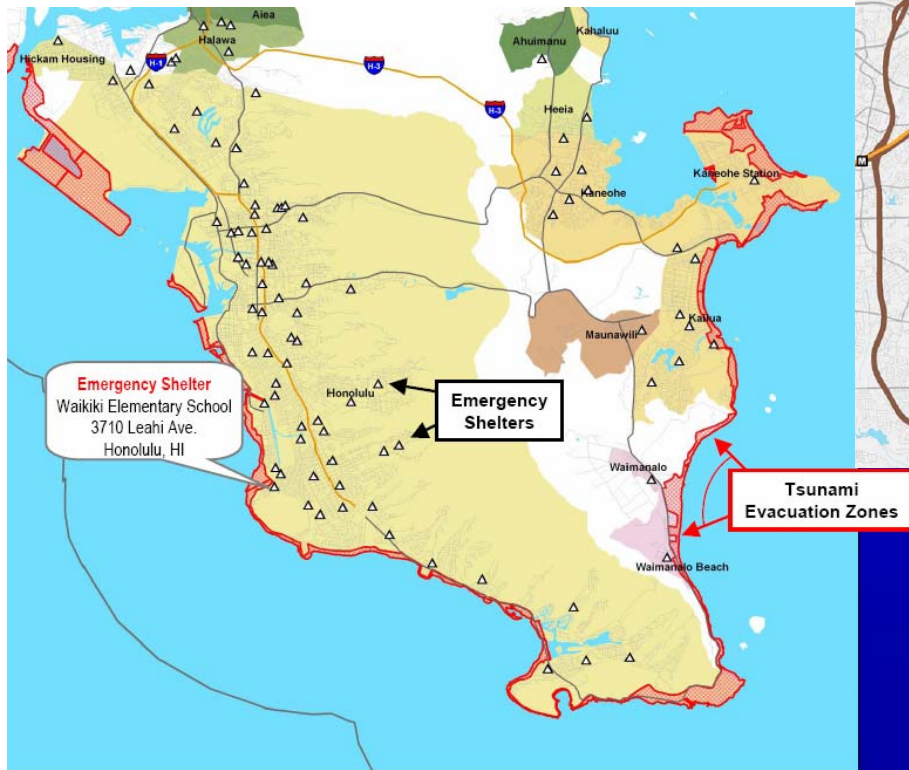 Aiea
Halawa
Hickam Housing
H-1
H-3
Ahuimanu
Kahaluu
H-3
Heeia
Kaneohe
Kaneohe Station
M
Maunawili
Kailua
Emergency Shelter
Waikiki Elementary School
3710 Leahi Ave.
Honolulu, HI
Honolulu
Emergency
Shelters
Waimanalo
Tsunami
Evacuation Zones
Waimanalo Beach